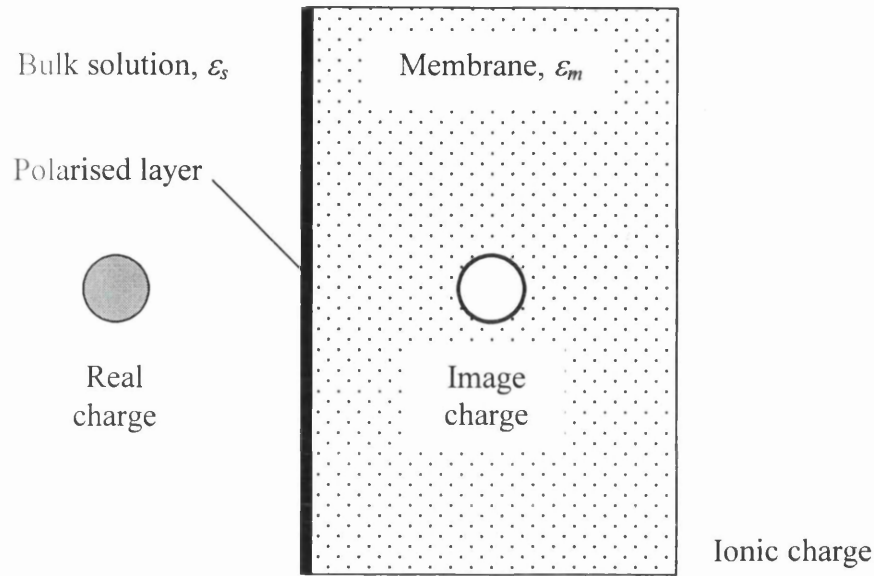 Bulk solution, εs
Membrane, εm
Polarised layer
Real
charge
Image
charge
Ionic charge